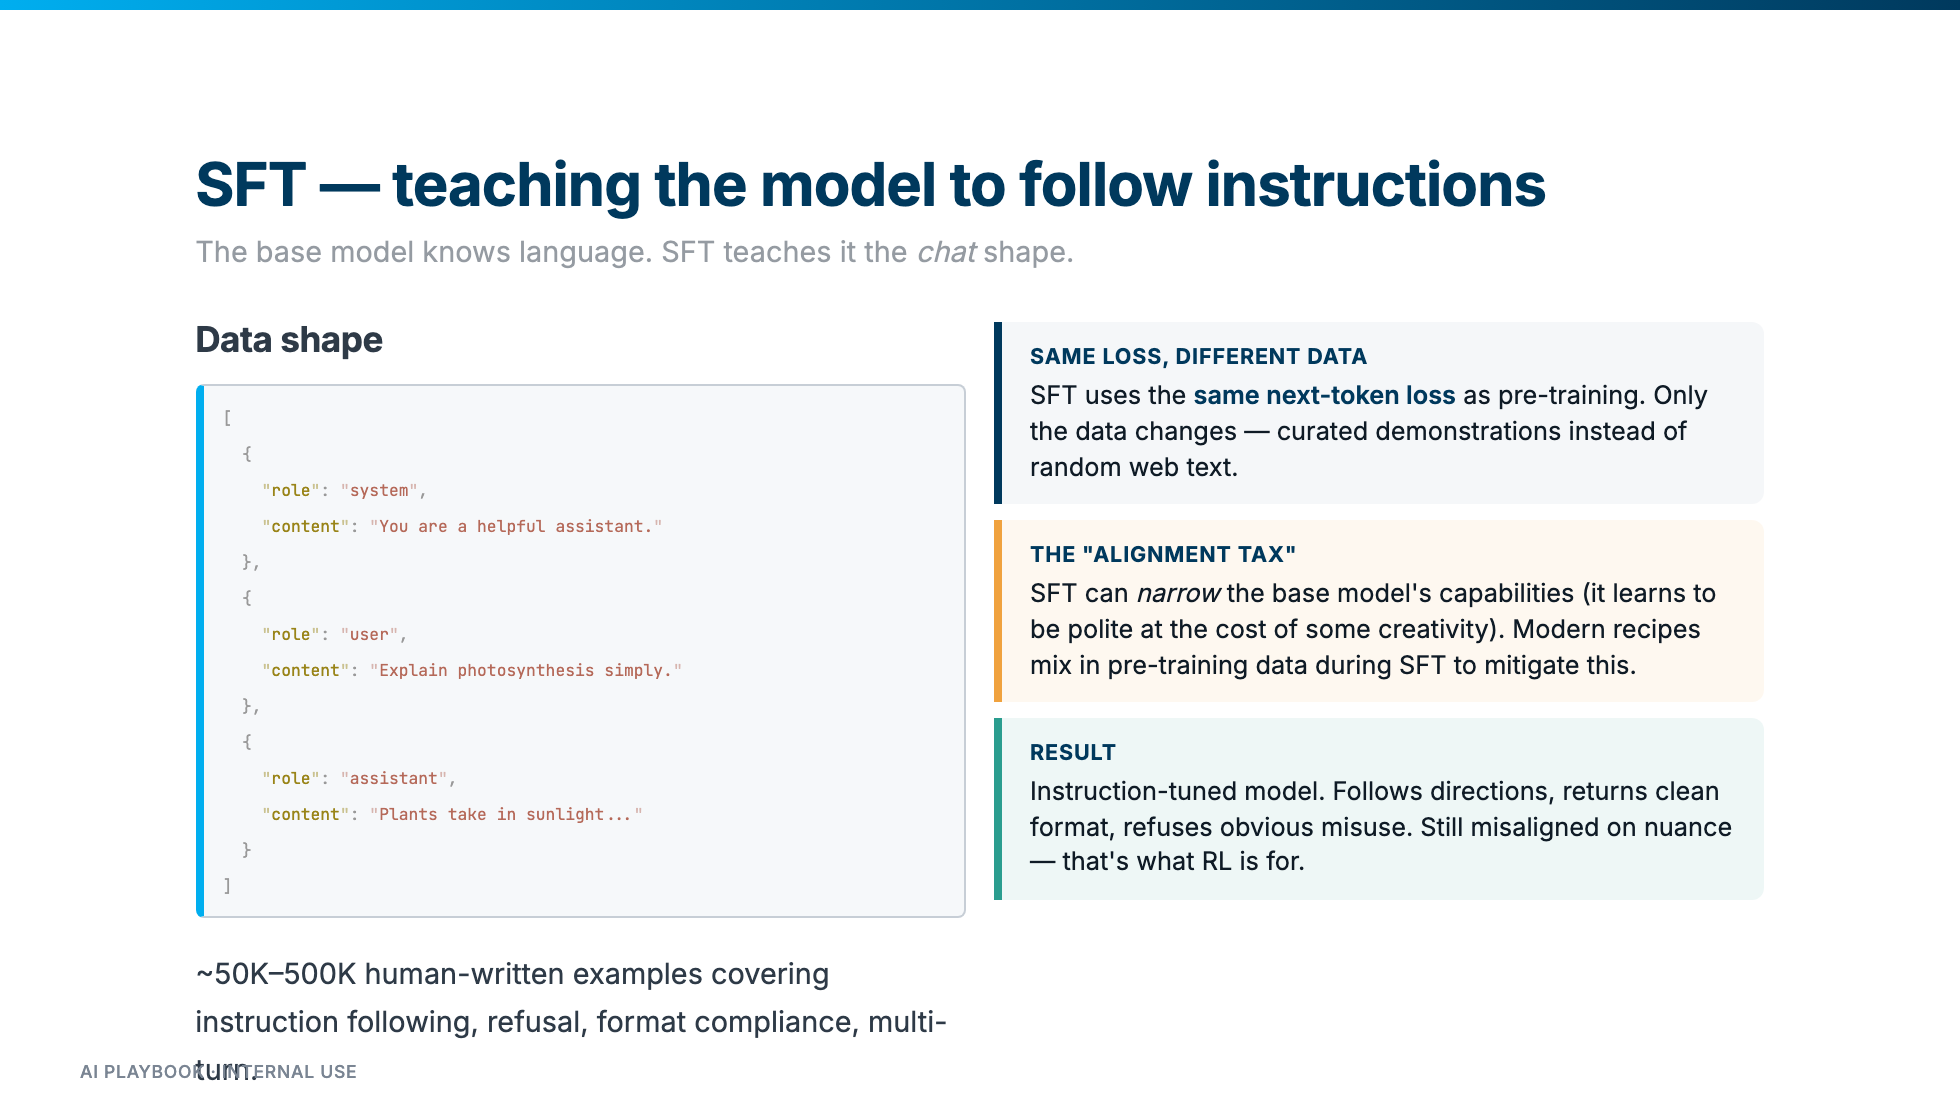 SFT — teaching the model to follow instructions
The base model knows language. SFT teaches it the chat shape.
Data shape
[
  {
    "role": "system",
    "content": "You are a helpful assistant."
  },
  {
    "role": "user",
    "content": "Explain photosynthesis simply."
  },
  {
    "role": "assistant",
    "content": "Plants take in sunlight..."
  }
]
~50K–500K human-written examples covering
instruction following, refusal, format compliance, multi-
turn.
SAME LOSS, DIFFERENT DATA
SFT uses the same next-token loss as pre-training. Only
the data changes — curated demonstrations instead of
random web text.
THE "ALIGNMENT TAX"
SFT can narrow the base model's capabilities (it learns to
be polite at the cost of some creativity). Modern recipes
mix in pre-training data during SFT to mitigate this.
RESULT
Instruction-tuned model. Follows directions, returns clean
format, refuses obvious misuse. Still misaligned on nuance
— that's what RL is for.
AI PLAYBOOK · INTERNAL USE